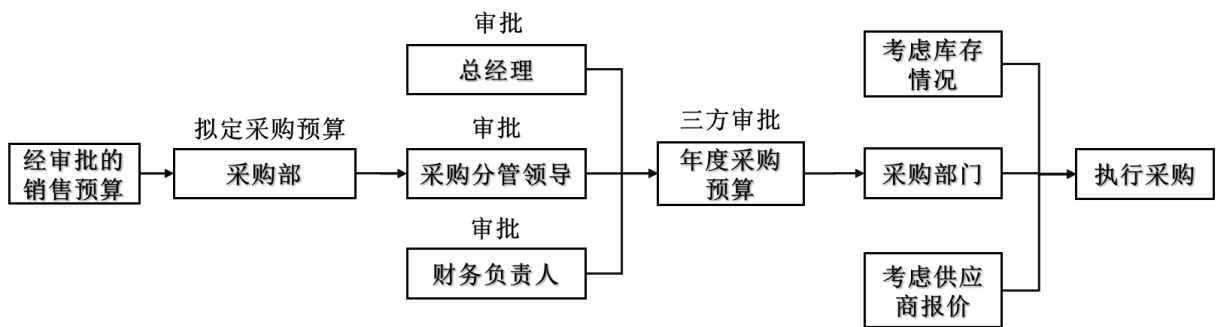 审批
总经理
考虑库存
情况
拟定采购预算
审批
三方审批
经审批的
销售预算
采购部
采购分管领导
年度采购
预算
采购部门
执行采购
审批
财务负责人
考虑供应
商报价